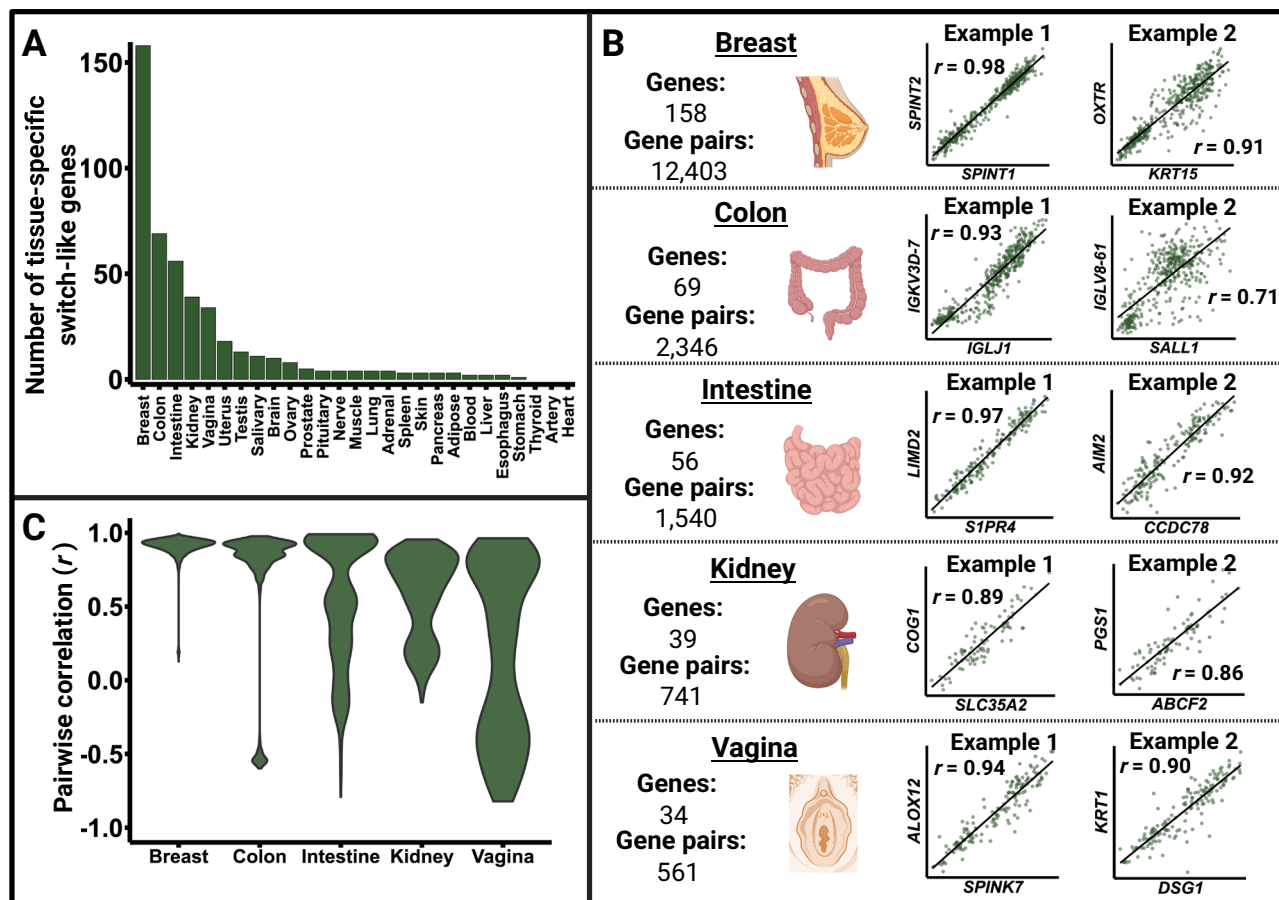 A
Number of tissue-specific
switch-like genes
150
100
50
0
Breast
Colon
Intestine
Kidney
Vagina
Uterus
Testis
Salivary
Brain
Ovary
Prostate
Pituitary
Nerve
Muscle
Lung
Adrenal
Spleen
Skin
Pancreas
Adipose
Blood
Liver
Esophagus
Stomach
Thyroid
Artery
Heart
B
Breast
Genes:
158
Gene pairs:
12,403
Example 1
r = 0.98
SPINT2
SPINT1
Example 2
r = 0.91
OXTR
KRT15
Colon
Genes:
69
Gene pairs:
2,346
Example 1
r = 0.93
IGKV3D-7
IGLJ1
Example 2
r = 0.71
IGLV8-61
SALL1
Intestine
Genes:
56
Gene pairs:
1,540
Example 1
r = 0.97
LIMD2
S1PR4
Example 2
r = 0.92
AIM2
CCDC78
Kidney
Genes:
39
Gene pairs:
741
Example 1
r = 0.89
COG1
SLC35A2
Example 2
r = 0.86
PGS1
ABCF2
Vagina
Genes:
34
Gene pairs:
561
Example 1
r = 0.94
ALOX12
SPINK7
Example 2
r = 0.90
KRT1
DSG1
C
Pairwise correlation (r)
1.0
0.5
0.0
-0.5
-1.0
Breast
Colon
Intestine
Kidney
Vagina